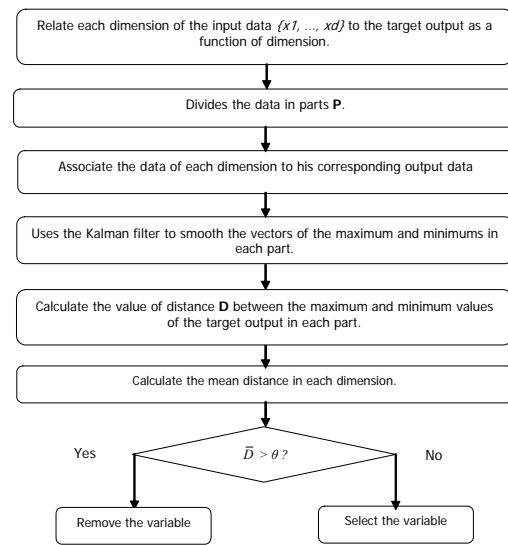 Relate each dimension of the input data {x1, ..., xd} to the target output as a
function of dimension.
Divides the data in parts P.
Associate the data of each dimension to his corresponding output data
Uses the Kalman filter to smooth the vectors of the maximum and minimums in
each part.
Calculate the value of distance D between the maximum and minimum values
of the target output in each part.
Calculate the mean distance in each dimension.
Yes
D̅ > θ ?
No
Remove the variable
Select the variable